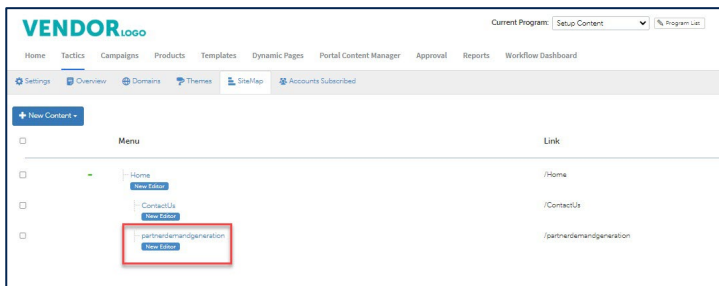 VENDOR LOGO
Current Program: Setup Content Program List
Home Tactics Campaigns Products Templates Dynamic Pages Portal Content Manager Approval Reports Workflow Dashboard
Settings Overview Domains Themes SiteMap Accounts Subscribed
New Content
Menu Link
Home /Home
New Editor
ContactUs /ContactUs
New Editor
partnerdemandgeneration /partnerdemandgeneration
New Editor